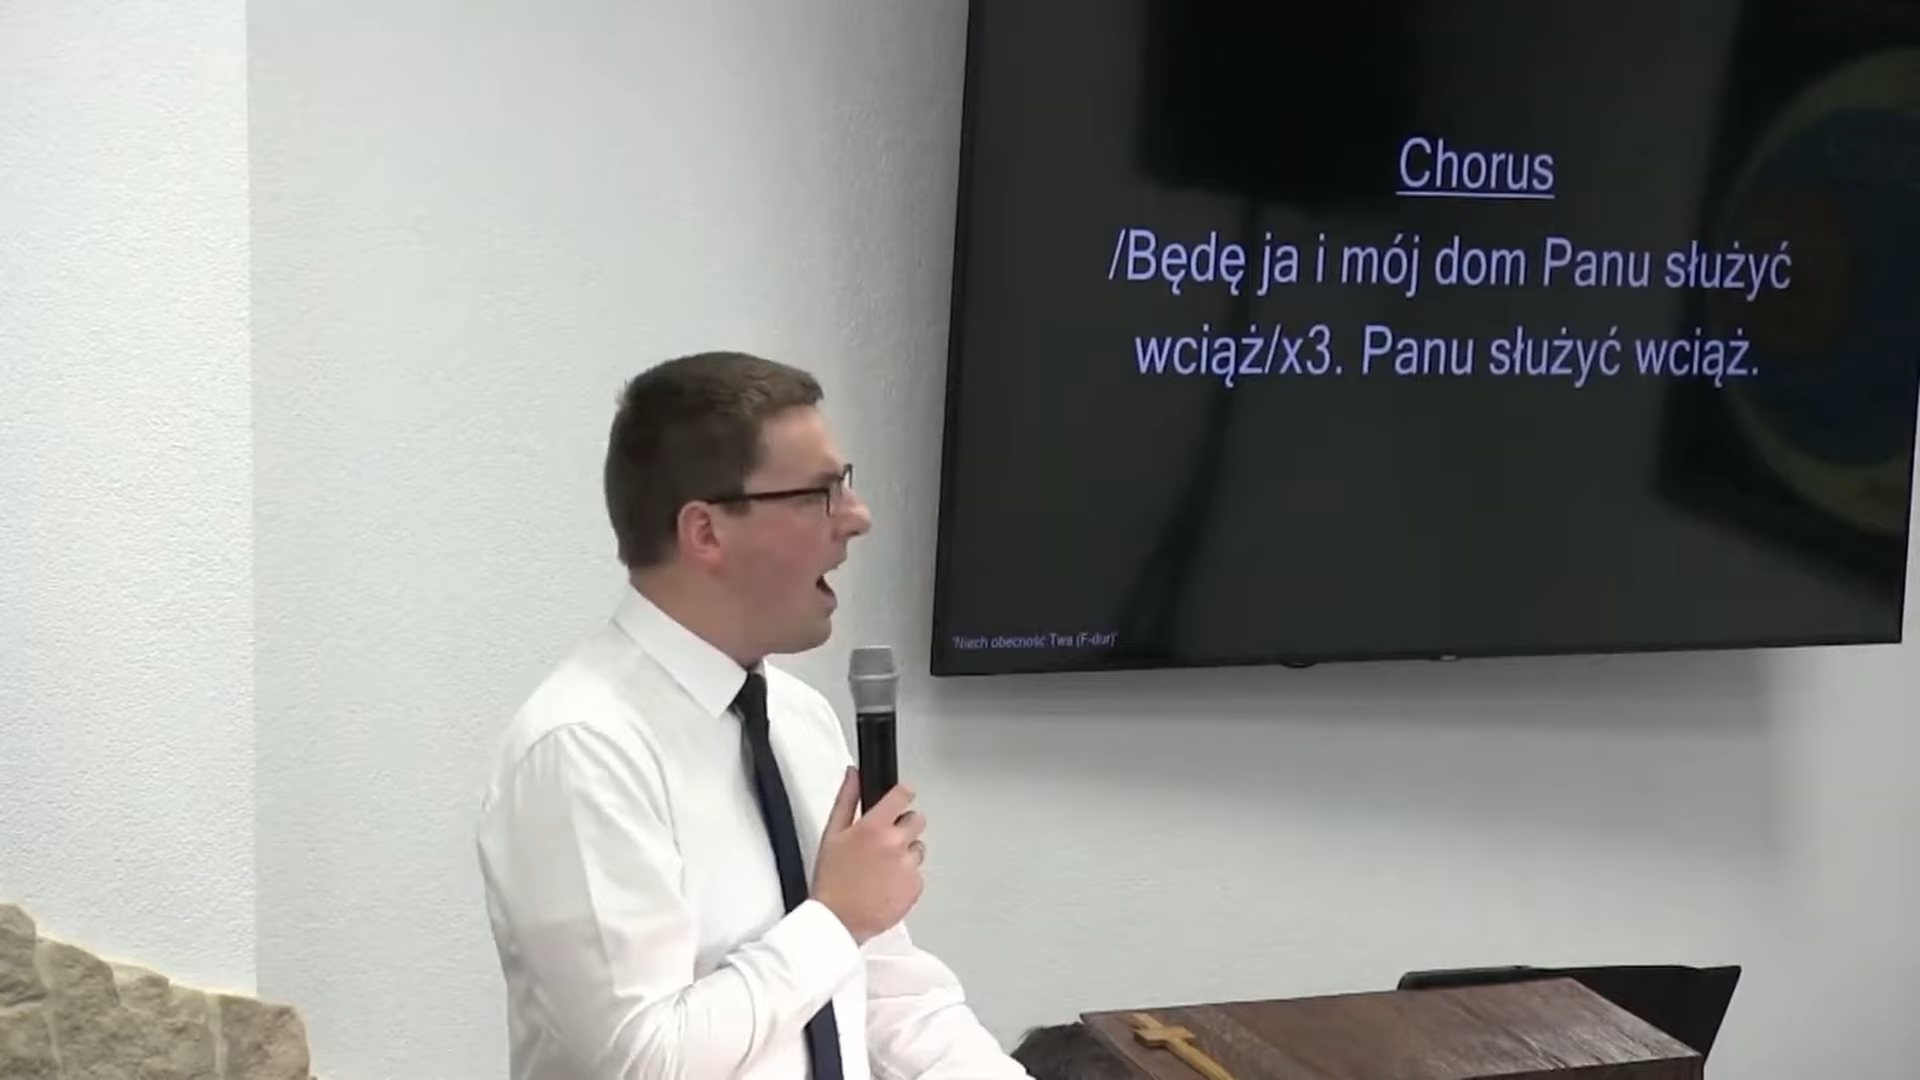 Chorus
/Będę ja i mój dom Panu służyć
wciąż/x3. Panu służyć wciąż.
'Niech obecność Twa (F-dur)'